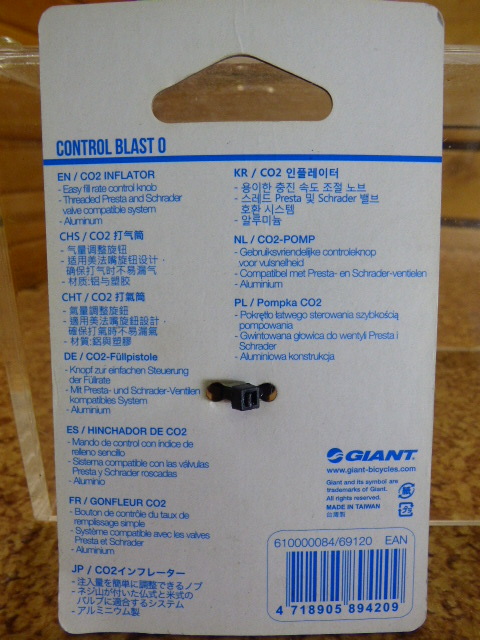 CONTROL BLAST 0
EN / CO2 INFLATOR
- Easy fill rate control knob
- Threaded Presta and Schrader
valve compatible system
- Aluminum
CHS / CO2 打气筒
- 气量调整旋钮
- 适用美法嘴旋钮设计，
确保打气时不易漏气
- 材质:铝与塑胶
CHT / CO2 打氣筒
- 氣量調整旋鈕
- 適用美法嘴旋鈕設計，
確保打氣時不易漏氣
- 材質:鋁與塑膠
DE / CO2-Füllpistole
- Knopf zur einfachen Steuerung
der Füllrate
- Mit Presta- und Schrader-Ventilen
kompatibles System
- Aluminium
ES / HINCHADOR DE CO2
- Mando de control con índice de
relleno sencillo
- Sistema compatible con las válvulas
Presta y Schrader roscadas
- Aluminio
FR / GONFLEUR CO2
- Bouton de contrôle du taux de
remplissage simple
- Système compatible avec les valves
Presta et Schrader
- Aluminium
JP / CO2インフレーター
- 注入量を簡単に調整できるノブ
- ネジ山が付いた仏式と米式の
バルブに適合するシステム
- アルミニウム製
KR / CO2 인플레이터
- 용이한 충진 속도 조절 노브
- 스레드 Presta 및 Schrader 밸브
호환 시스템
- 알루미늄
NL / CO2-POMP
- Gebruiksvriendelijke controleknop
voor vulsnelheid
- Compatibel met Presta- en Schrader-ventielen
- Aluminium
PL / Pompka CO2
- Pokrętło łatwego sterowania szybkością
pompowania
- Gwintowana głowica do wentyli Presta i
Schrader
- Aluminiowa konstrukcja
GIANT
www.giant-bicycles.com
Giant and its symbol are
trademarks of Giant.
All rights reserved.
MADE IN TAIWAN
台灣製
610000084/69120 EAN
4 718905 894209